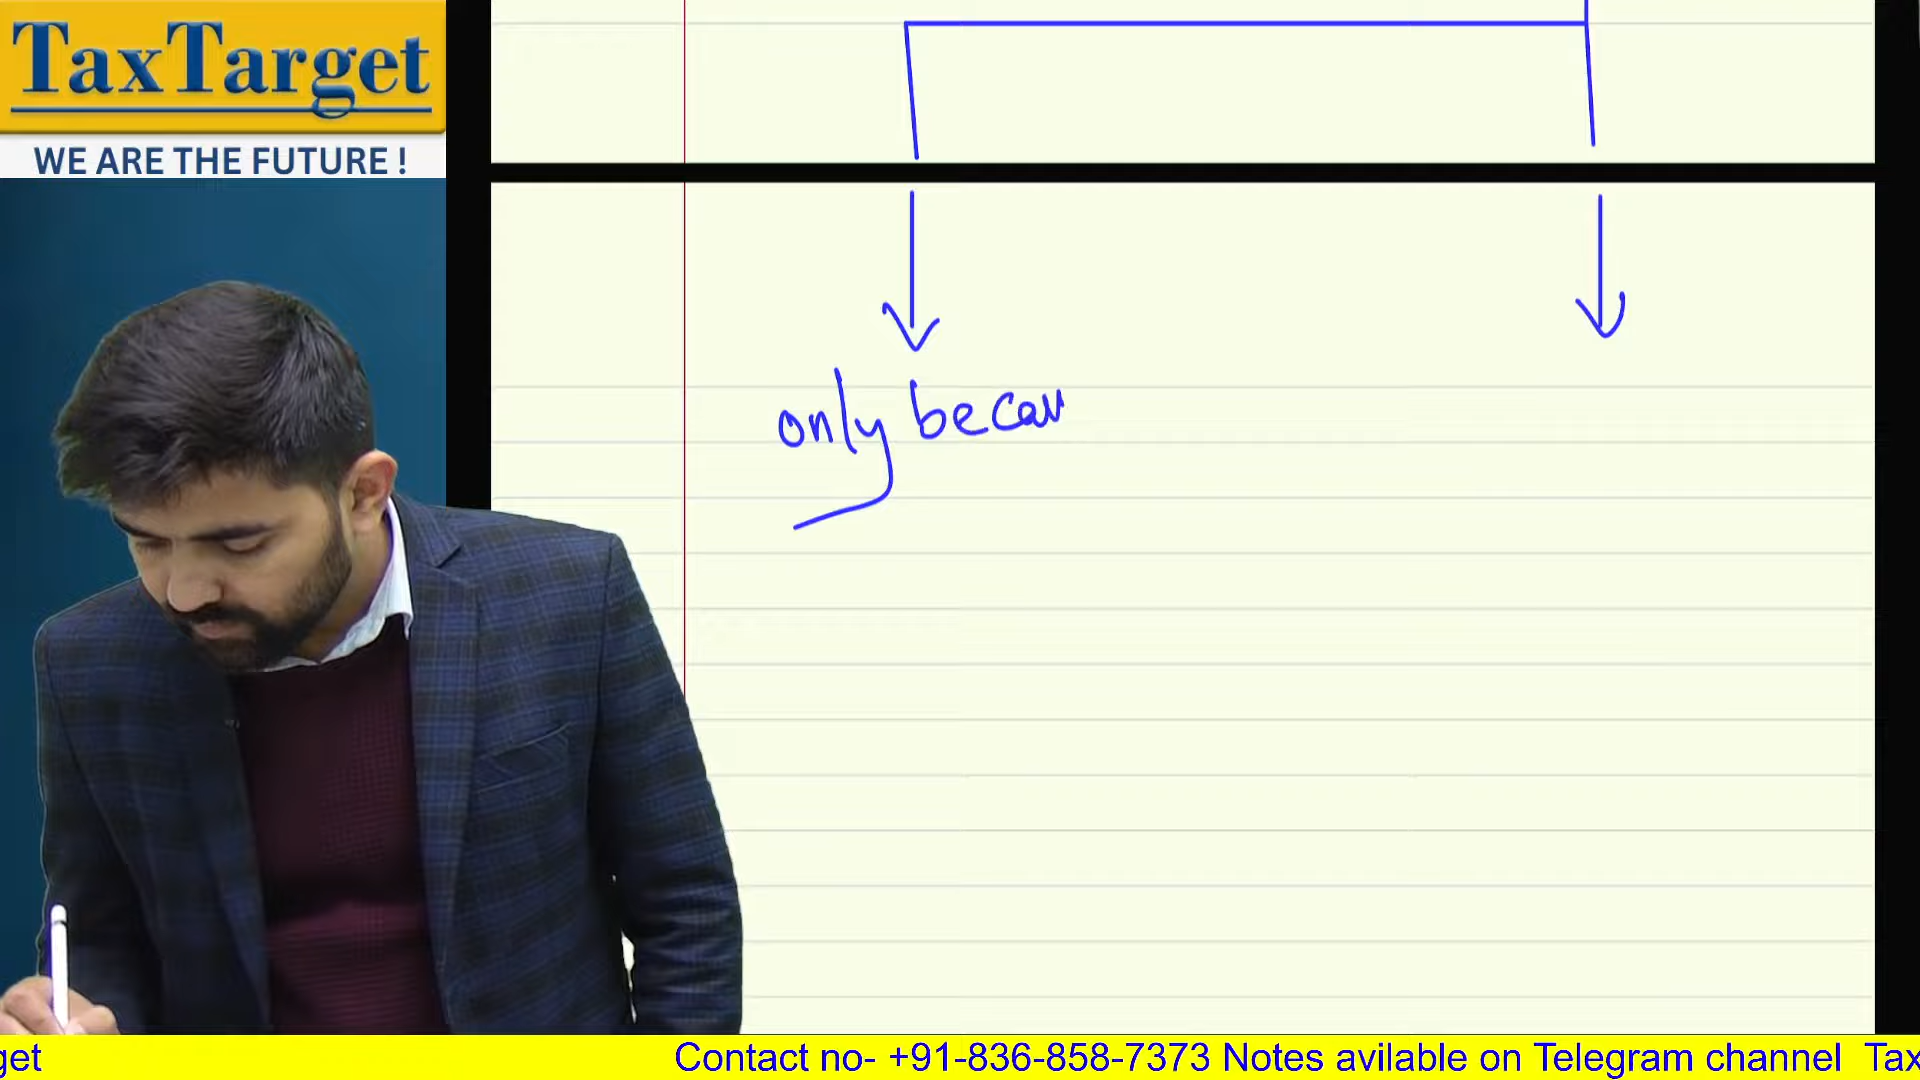 TaxTarget
WE ARE THE FUTURE !
only becau
get Contact no- +91-836-858-7373 Notes avilable on Telegram channel Tax